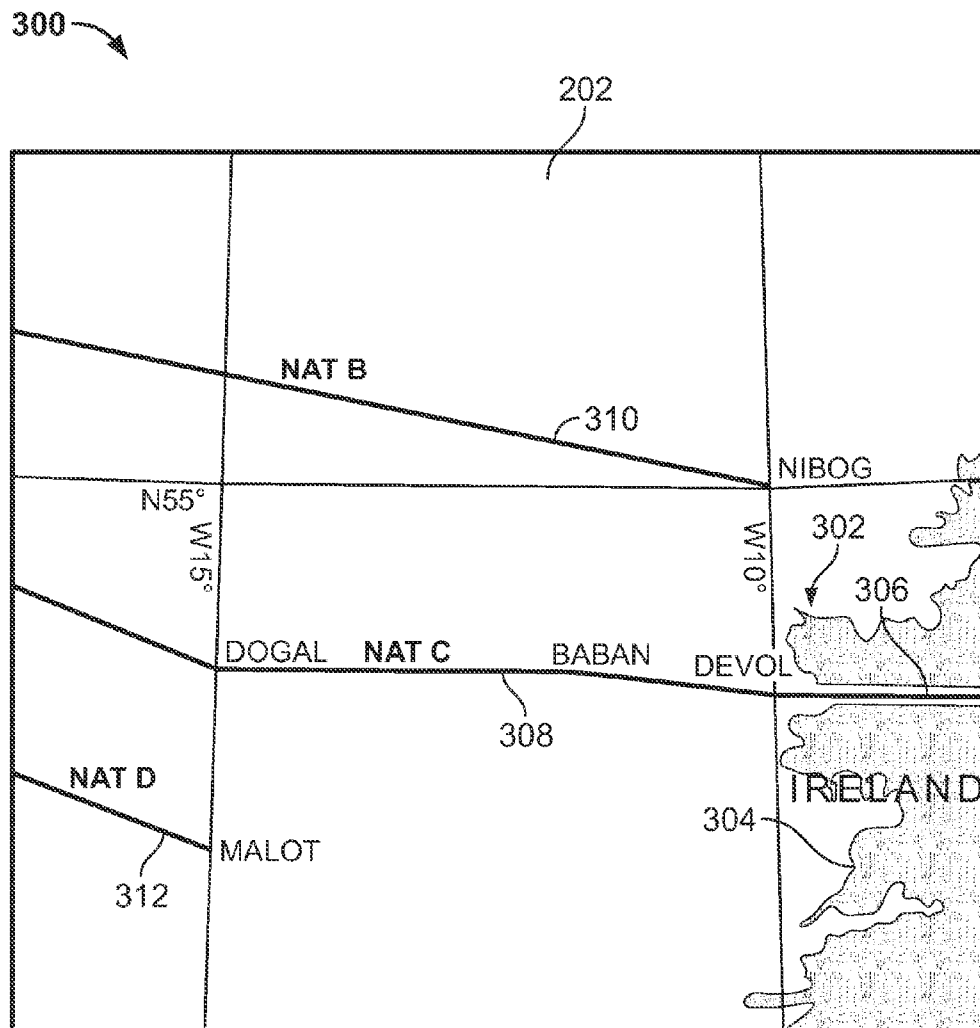 300
202
NAT B
310
NIBOG
N55°
W15°
W10°
302
306
DOGAL
NAT C
BABAN
DEVOL
308
NAT D
IRELAND
304
MALOT
312